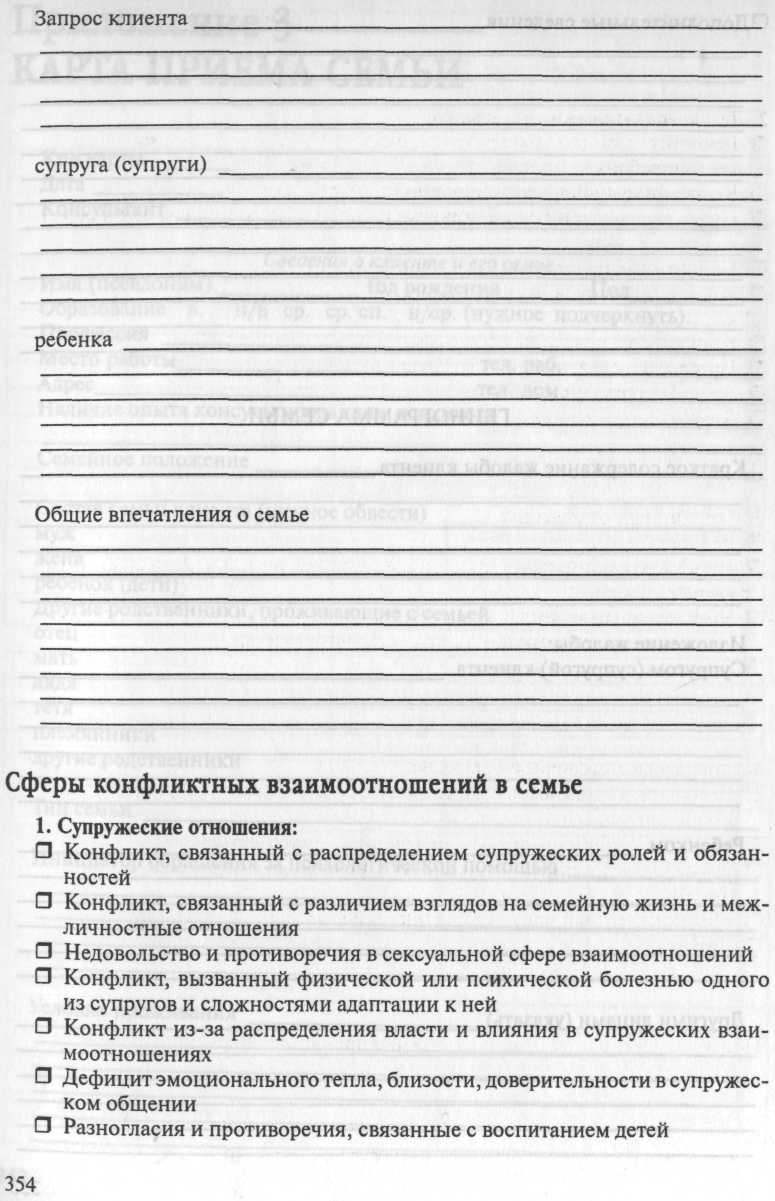 Запрос клиента
супруга (супруги)
ребенка
Общие впечатления о семье
Сферы конфликтных взаимоотношений в семье
1. Супружеские отношения:
❒ Конфликт, связанный с распределением супружеских ролей и обязан-
ностей
❒ Конфликт, связанный с различием взглядов на семейную жизнь и меж-
личностные отношения
❒ Недовольство и противоречия в сексуальной сфере взаимоотношений
❒ Конфликт, вызванный физической или психической болезнью одного
из супругов и сложностями адаптации к ней
❒ Конфликт из-за распределения власти и влияния в супружеских взаи-
моотношениях
❒ Дефицит эмоционального тепла, близости, доверительности в супружес-
ком общении
❒ Разногласия и противоречия, связанные с воспитанием детей
354